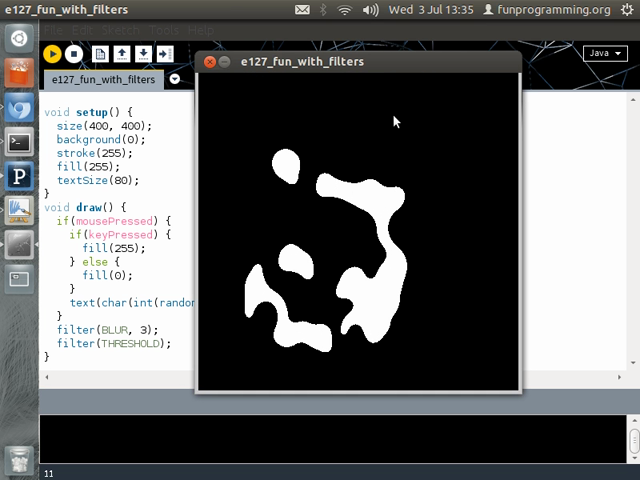 e127_fun_with_filters
Wed 3 Jul 13:35
funprogramming.org
File Edit Sketch Tools Help
Java
e127_fun_with_filters
e127_fun_with_filters
void setup() {
size(400, 400);
background(0);
stroke(255);
fill(255);
textSize(80);
}
void draw() {
if(mousePressed) {
if(keyPressed) {
fill(255);
} else {
fill(0);
}
text(char(int(random
}
filter(BLUR, 3);
filter(THRESHOLD);
}
P
11